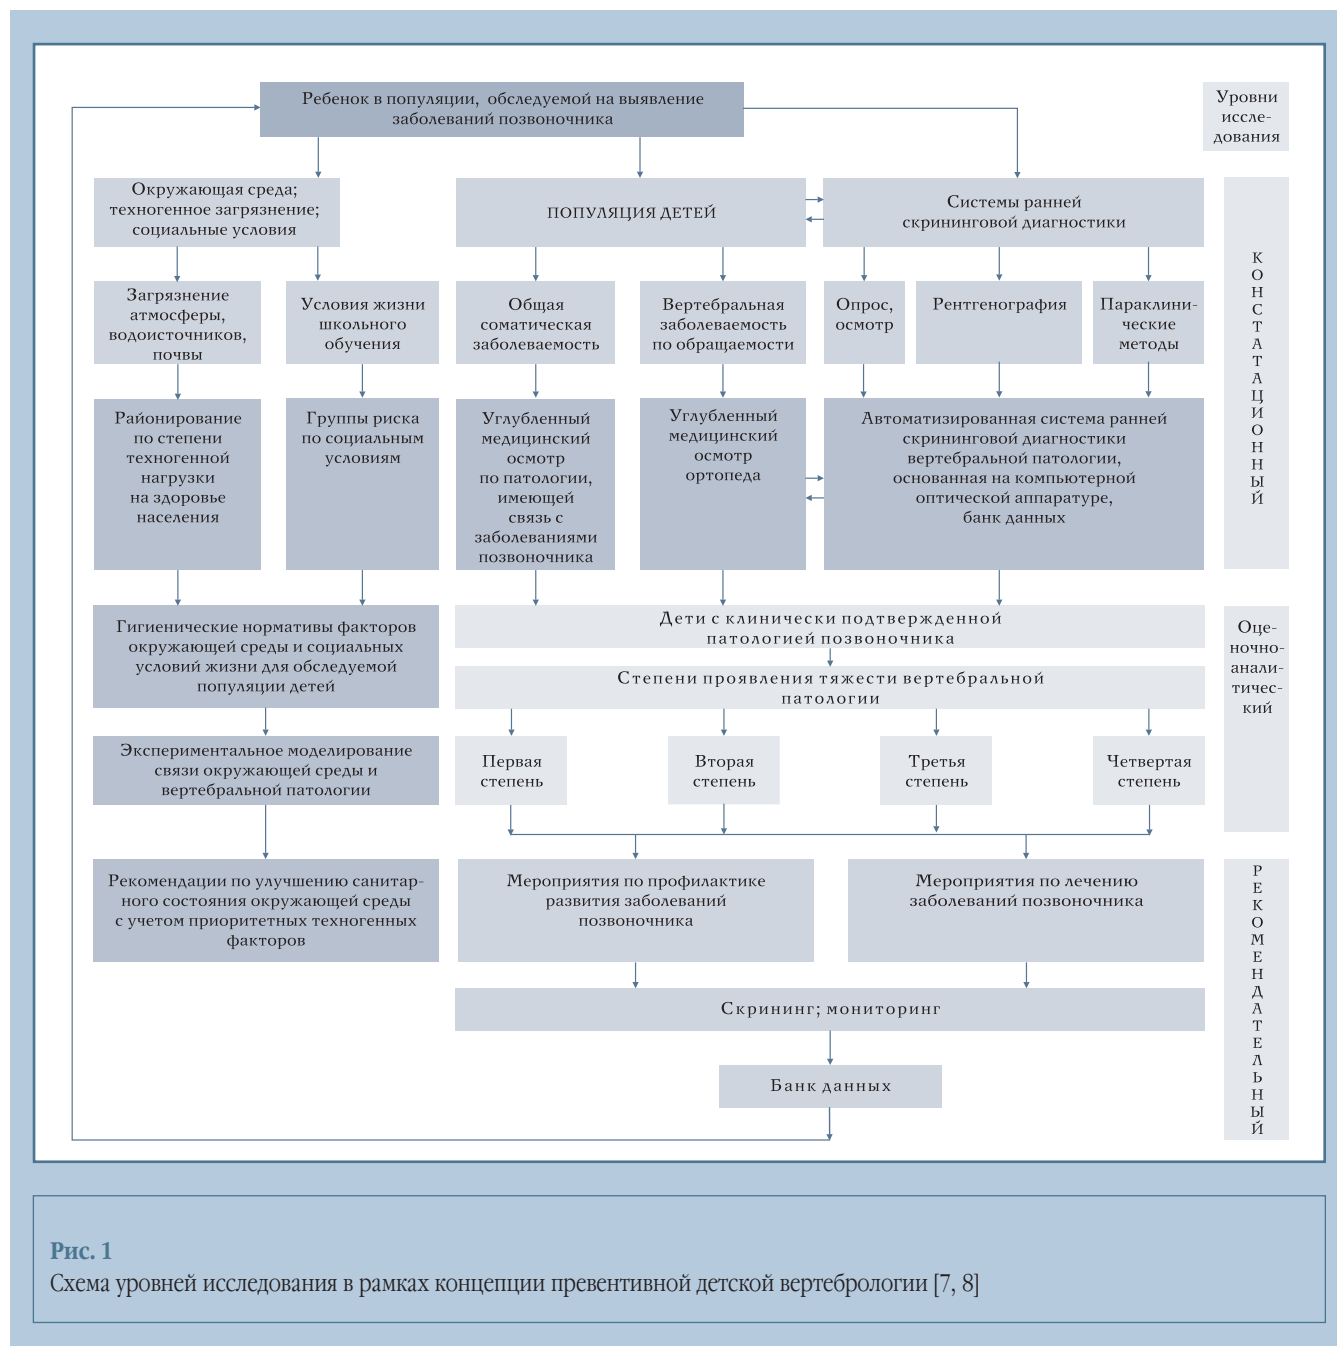 Ребенок в популяции, обследуемой на выявление
заболеваний позвоночника
Уровни
иссле-
дования
Окружающая среда;
техногенное загрязнение;
социальные условия
ПОПУЛЯЦИЯ ДЕТЕЙ
Системы ранней
скрининговой диагностики
КОНСТАТАЦИОННЫЙ
Загрязнение
атмосферы,
водоисточников,
почвы
Условия жизни
школьного
обучения
Общая
соматическая
заболеваемость
Вертебральная
заболеваемость
по обращаемости
Опрос,
осмотр
Рентгенография
Параклини-
ческие
методы
Районирование
по степени
техногенной
нагрузки
на здоровье
населения
Группы риска
по социальным
условиям
Углубленный
медицинский
осмотр
по патологии,
имеющей
связь с
заболеваниями
позвоночника
Углубленный
медицинский
осмотр
ортопеда
Автоматизированная система ранней
скрининговой диагностики
вертебральной патологии,
основанная на компьютерной
оптической аппаратуре,
банк данных
Гигиенические нормативы факторов
окружающей среды и социальных
условий жизни для обследуемой
популяции детей
Дети с клинически подтвержденной
патологией позвоночника
Оце-
ночно-
анали-
тичес-
кий
Степени проявления тяжести вертебральной
патологии
Экспериментальное моделирование
связи окружающей среды и
вертебральной патологии
Первая
степень
Вторая
степень
Третья
степень
Четвертая
степень
Рекомендации по улучшению санитар-
ного состояния окружающей среды
с учетом приоритетных техногенных
факторов
Мероприятия по профилактике
развития заболеваний
позвоночника
Мероприятия по лечению
заболеваний позвоночника
РЕКОМЕНДАТЕЛЬНЫЙ
Скрининг; мониторинг
Банк данных
Рис. 1
Схема уровней исследования в рамках концепции превентивной детской вертебрологии [7, 8]